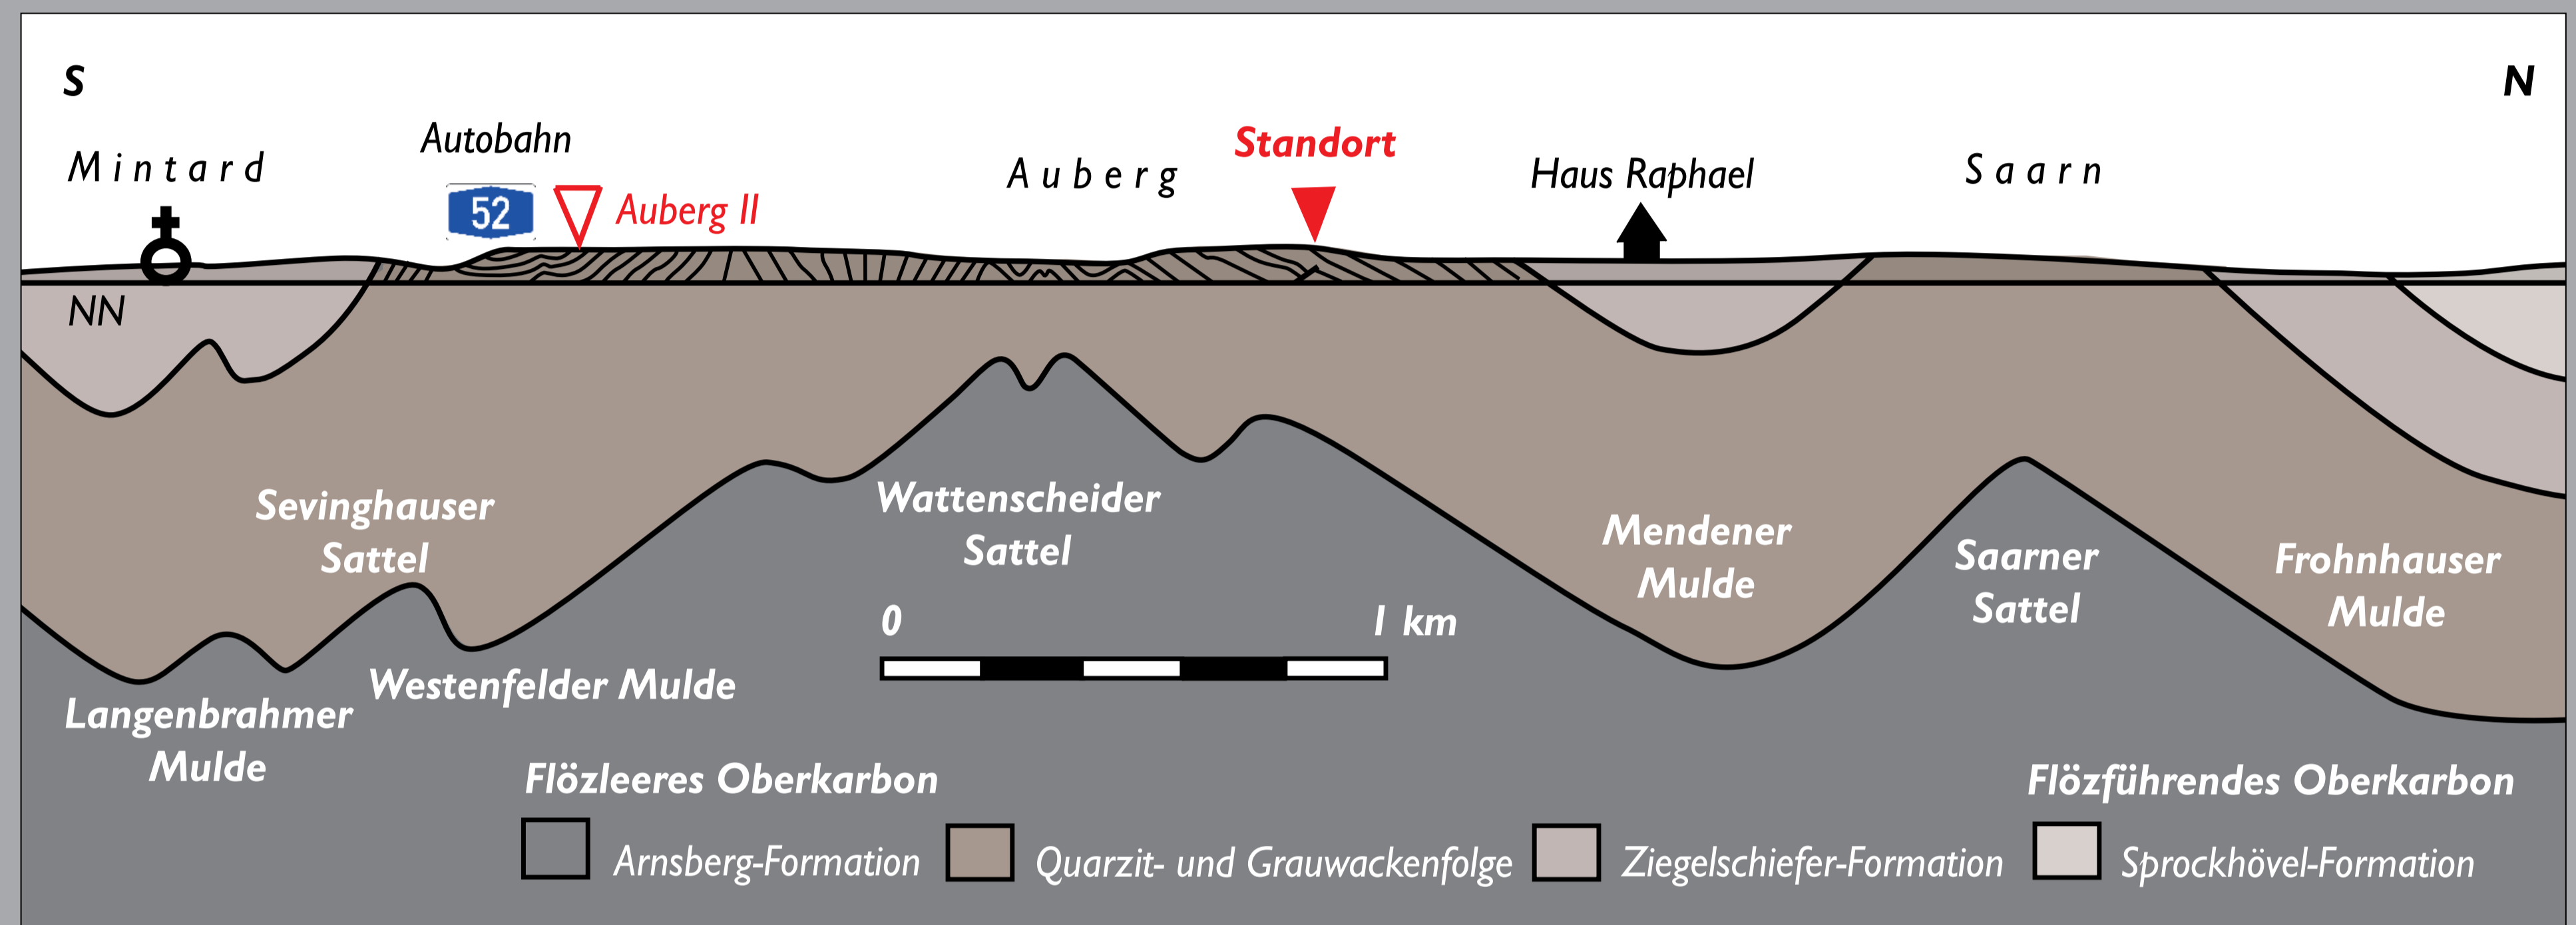 S
N
Mintard
Autobahn
52
Auberg II
Auberg
Standort
Haus Raphael
Saarn
NN
Sevinghauser
Sattel
Wattenscheider
Sattel
Mendener
Mulde
Saarner
Sattel
Frohnhauser
Mulde
0
1 km
Langenbrahmer
Mulde
Westenfelder Mulde
Flözleeres Oberkarbon
Flözführendes Oberkarbon
Arnsberg-Formation
Quarzit- und Grauwackenfolge
Ziegelschiefer-Formation
Sprockhövel-Formation